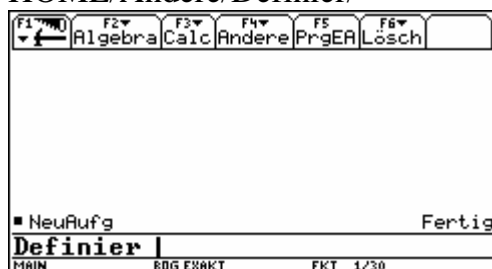 HOME/Andere/Definier/
F1 F2 F3 F4 F5 F6
Algebra Calc Andere PrgEA Lösch
NeuAufg Fertig
Definier
MAIN BOG EXAKT FKT 1/30